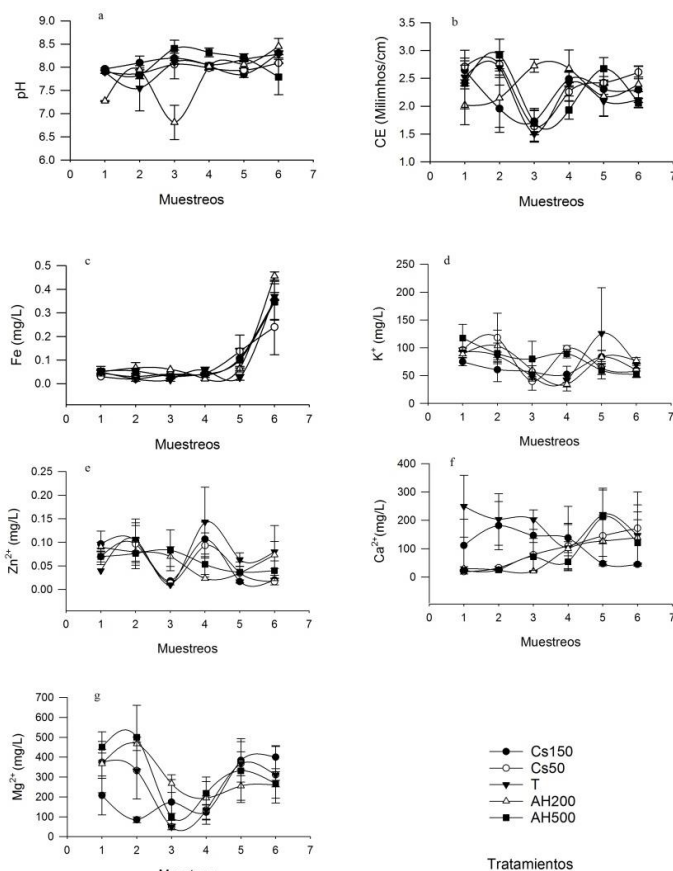 a
pH
9.0
8.5
8.0
7.5
7.0
6.5
6.0
0 1 2 3 4 5 6 7
Muestreos
b
CE (Milimhos/cm)
3.5
3.0
2.5
2.0
1.5
1.0
0 1 2 3 4 5 6 7
Muestreos
c
Fe (mg/L)
0.5
0.4
0.3
0.2
0.1
0.0
0 1 2 3 4 5 6 7
Muestreos
d
K⁺ (mg/L)
250
200
150
100
50
0
0 1 2 3 4 5 6 7
Muestreos
e
Zn²⁺ (mg/L)
0.25
0.20
0.15
0.10
0.05
0.00
0 1 2 3 4 5 6 7
Muestreos
f
Ca²⁺ (mg/L)
400
300
200
100
0
0 1 2 3 4 5 6 7
Muestreos
g
Mg²⁺ (mg/L)
700
600
500
400
300
200
100
0
0 1 2 3 4 5 6 7
Cs150
Cs50
T
AH200
AH500
Tratamientos